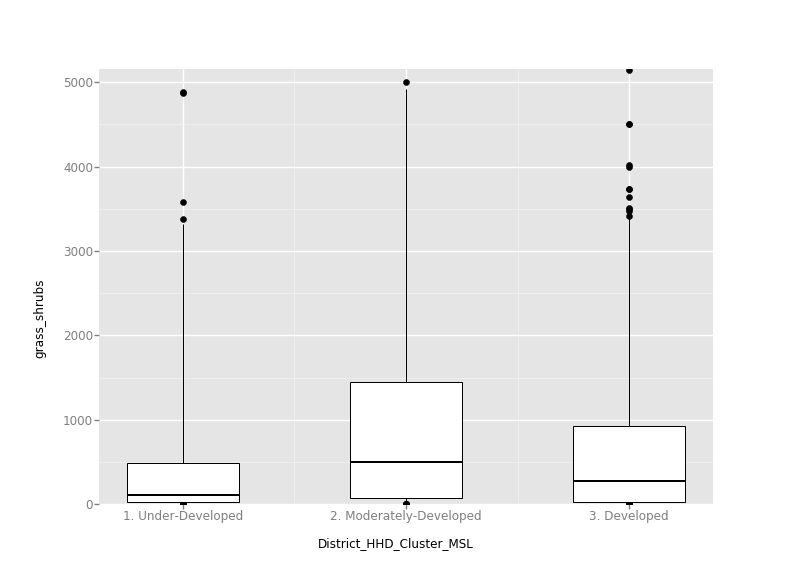 5000
4000
3000
2000
1000
0
grass_shrubs
1. Under-Developed
2. Moderately-Developed
3. Developed
District_HHD_Cluster_MSL